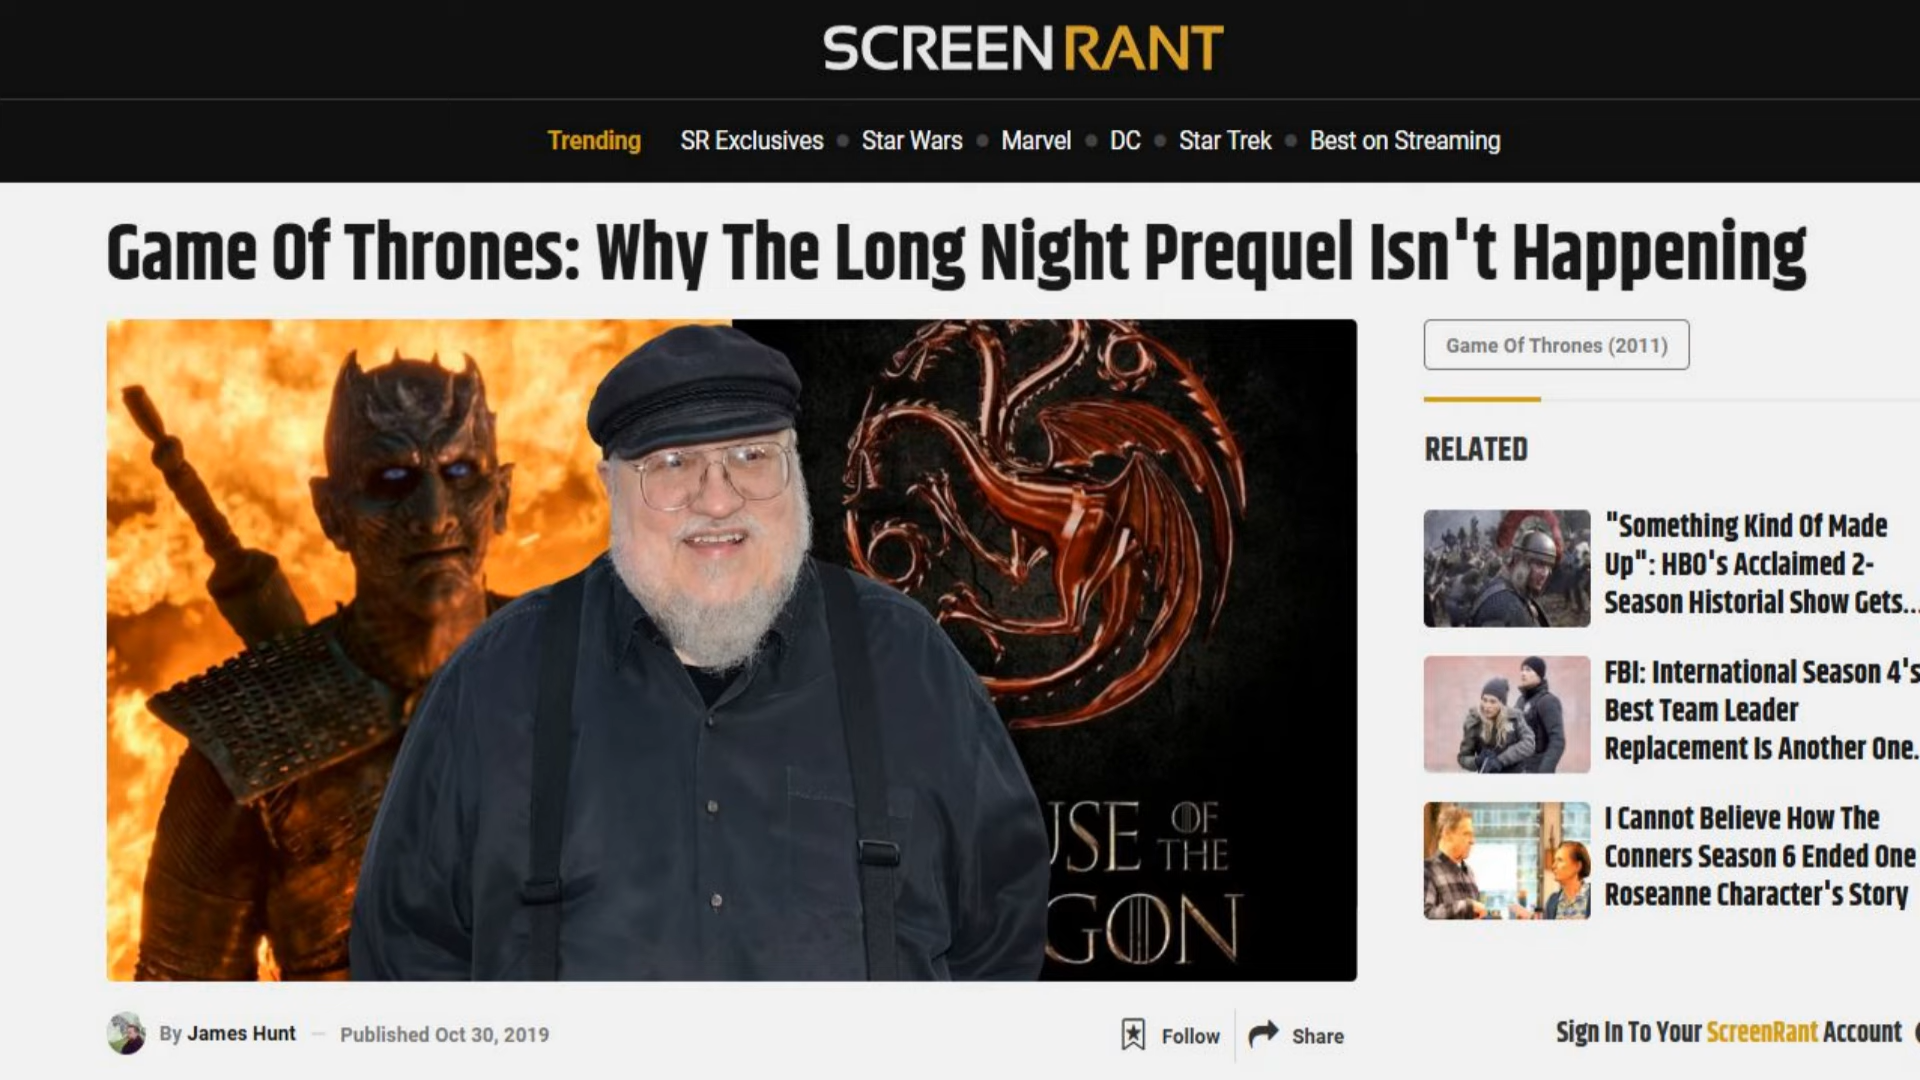 SCREENRANT
Trending SR Exclusives Star Wars Marvel DC Star Trek Best on Streaming
Game Of Thrones: Why The Long Night Prequel Isn't Happening
OF
THE
Game Of Thrones (2011)
RELATED
"Something Kind Of Made
Up": HBO's Acclaimed 2-
Season Historial Show Gets...
FBI: International Season 4's
Best Team Leader
Replacement Is Another One.
I Cannot Believe How The
Conners Season 6 Ended One
Roseanne Character's Story
By James Hunt — Published Oct 30, 2019
Follow
Share
Sign In To Your ScreenRant Account